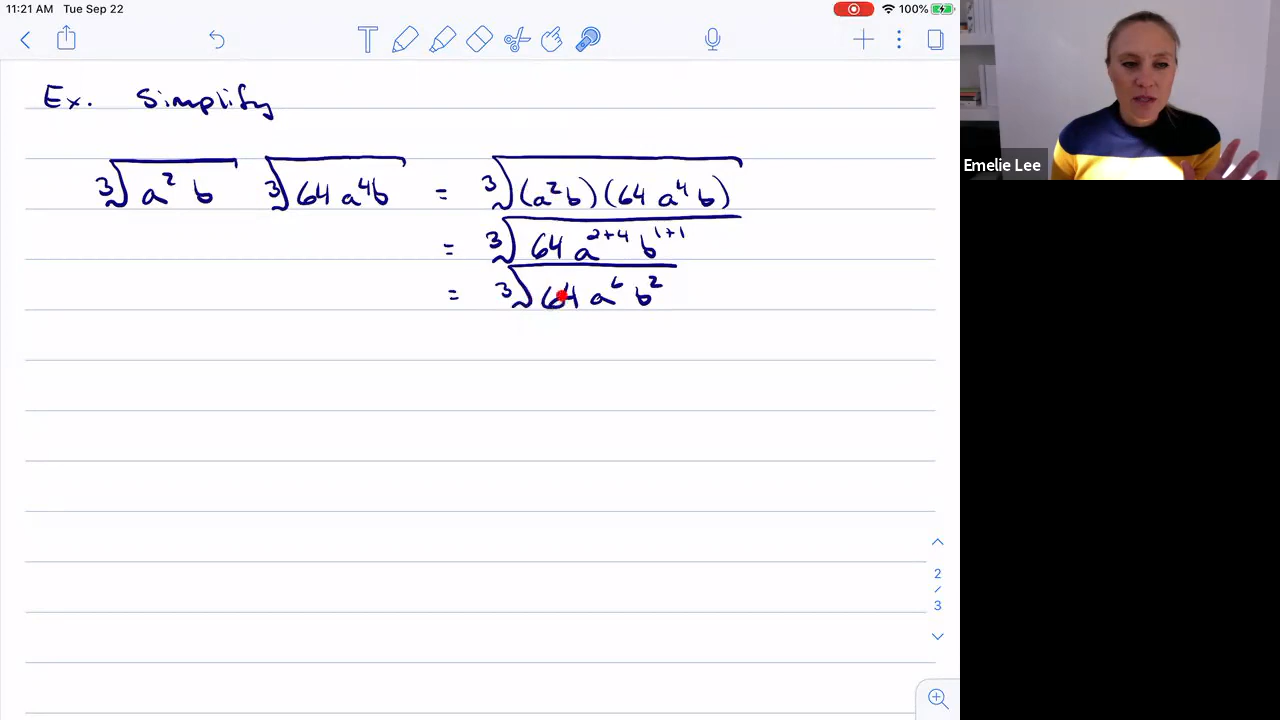 11:21 AM Tue Sep 22
100%
Ex. Simplify
∛(a²b) ∛(64a⁴b) = ∛((a²b)(64a⁴b))
= ∛(64a²⁺⁴b¹⁺¹)
= ∛(64a⁶b²)
Emelie Lee
2
/
3